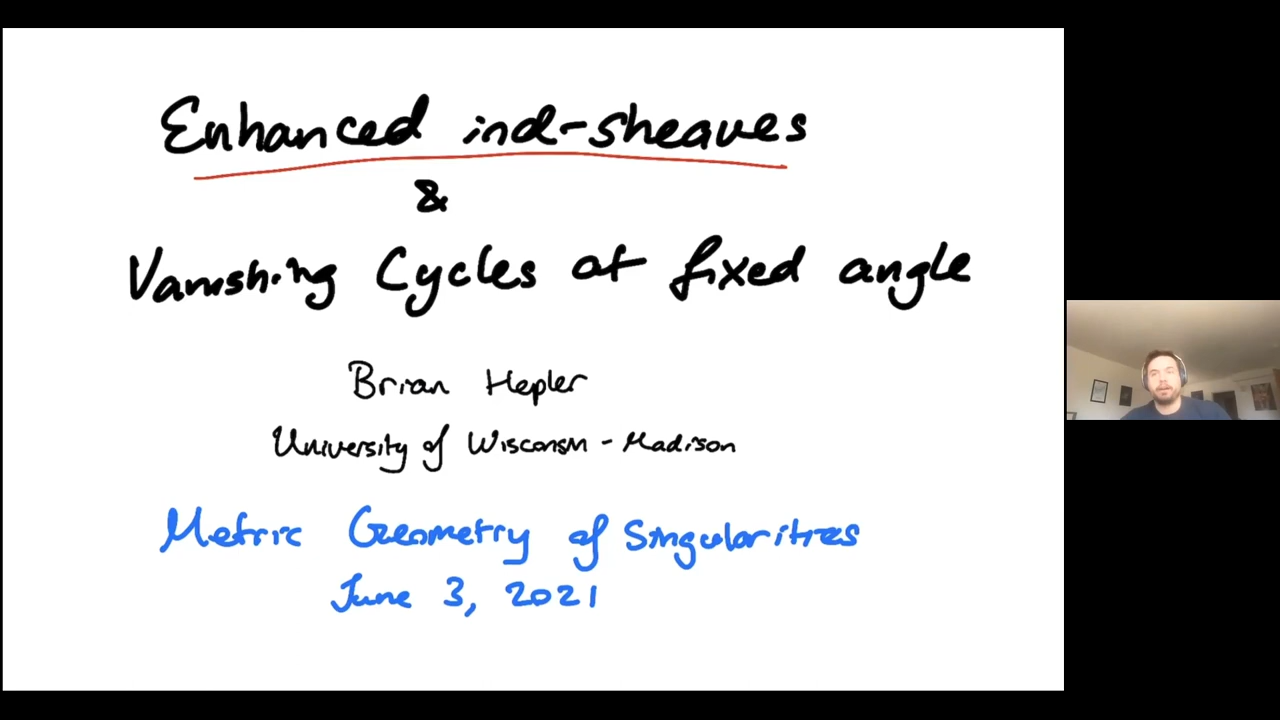 Enhanced ind-sheaves
&
Vanishing Cycles at fixed angle
Brian Hepler
University of Wisconsin - Madison
Metric Geometry of Singularities
June 3, 2021